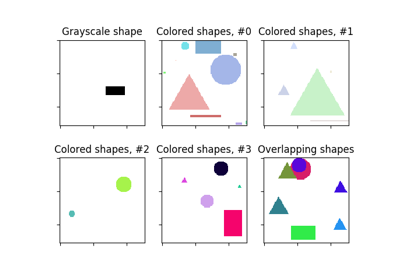 Grayscale shape
Colored shapes, #0
Colored shapes, #1
Colored shapes, #2
Colored shapes, #3
Overlapping shapes